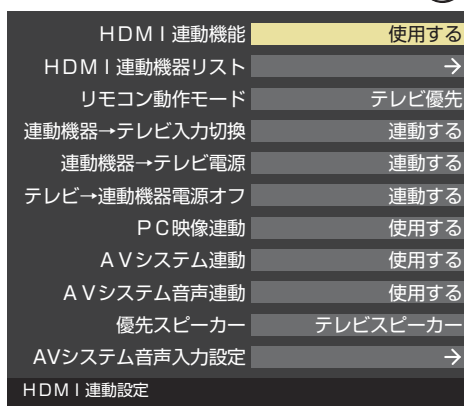 HDMI連動機能 使用する
HDMI連動機器リスト →
リモコン動作モード テレビ優先
連動機器→テレビ入力切換 連動する
連動機器→テレビ電源 連動する
テレビ→連動機器電源オフ 連動する
PC映像連動 使用する
AVシステム連動 使用する
AVシステム音声連動 使用する
優先スピーカー テレビスピーカー
AVシステム音声入力設定 →
HDMI連動設定